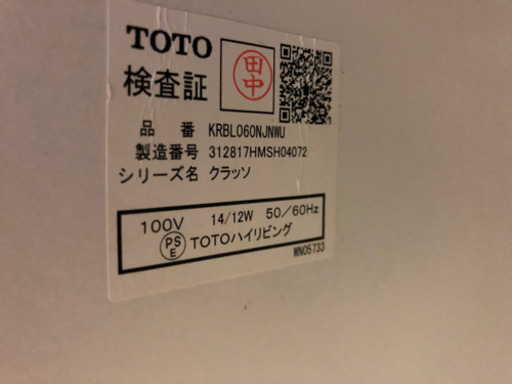 TOTO
田中
検査証
品番 KRBL060NJNWU
製造番号 312817HMSH04072
シリーズ名 クラッソ
100V 14/12W 50/60Hz
PSE TOTOハイリビング
WN05733